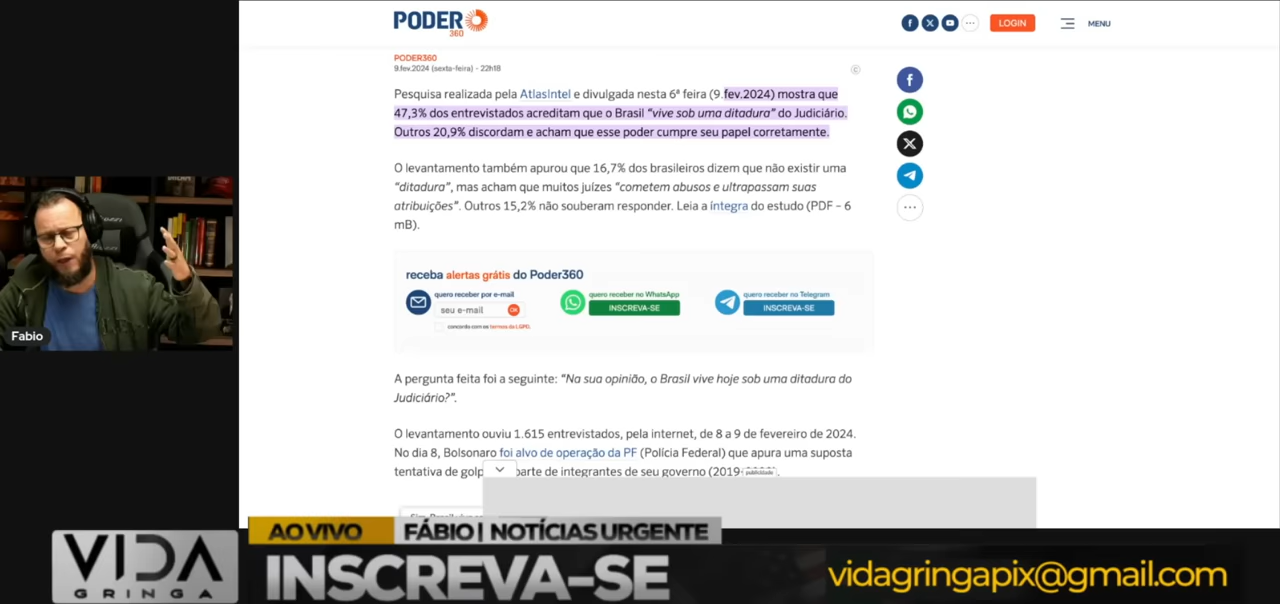 PODER
360
LOGIN
MENU
PODER360
9.fev.2024 (sexta-feira) - 22h18
Pesquisa realizada pela AtlasIntel e divulgada nesta 6ª feira (9.fev.2024) mostra que
47,3% dos entrevistados acreditam que o Brasil “vive sob uma ditadura” do Judiciário.
Outros 20,9% discordam e acham que esse poder cumpre seu papel corretamente.
O levantamento também apurou que 16,7% dos brasileiros dizem que não existir uma
“ditadura”, mas acham que muitos juízes “cometem abusos e ultrapassam suas
atribuições”. Outros 15,2% não souberam responder. Leia a íntegra do estudo (PDF – 6
mB).
receba alertas grátis do Poder360
quero receber por e-mail
seu e-mail
OK
concordo com os termos da LGPD.
quero receber no WhatsApp
INSCREVA-SE
quero receber no Telegram
INSCREVA-SE
A pergunta feita foi a seguinte: “Na sua opinião, o Brasil vive hoje sob uma ditadura do
Judiciário?”.
O levantamento ouviu 1.615 entrevistados, pela internet, de 8 a 9 de fevereiro de 2024.
No dia 8, Bolsonaro foi alvo de operação da PF (Polícia Federal) que apura uma suposta
tentativa de golp parte de integrantes de seu governo (2019-
publicidade
Fabio
AO VIVO
FÁBIO | NOTÍCIAS URGENTE
VIDA
GRINGA
INSCREVA-SE
vidagringapix@gmail.com